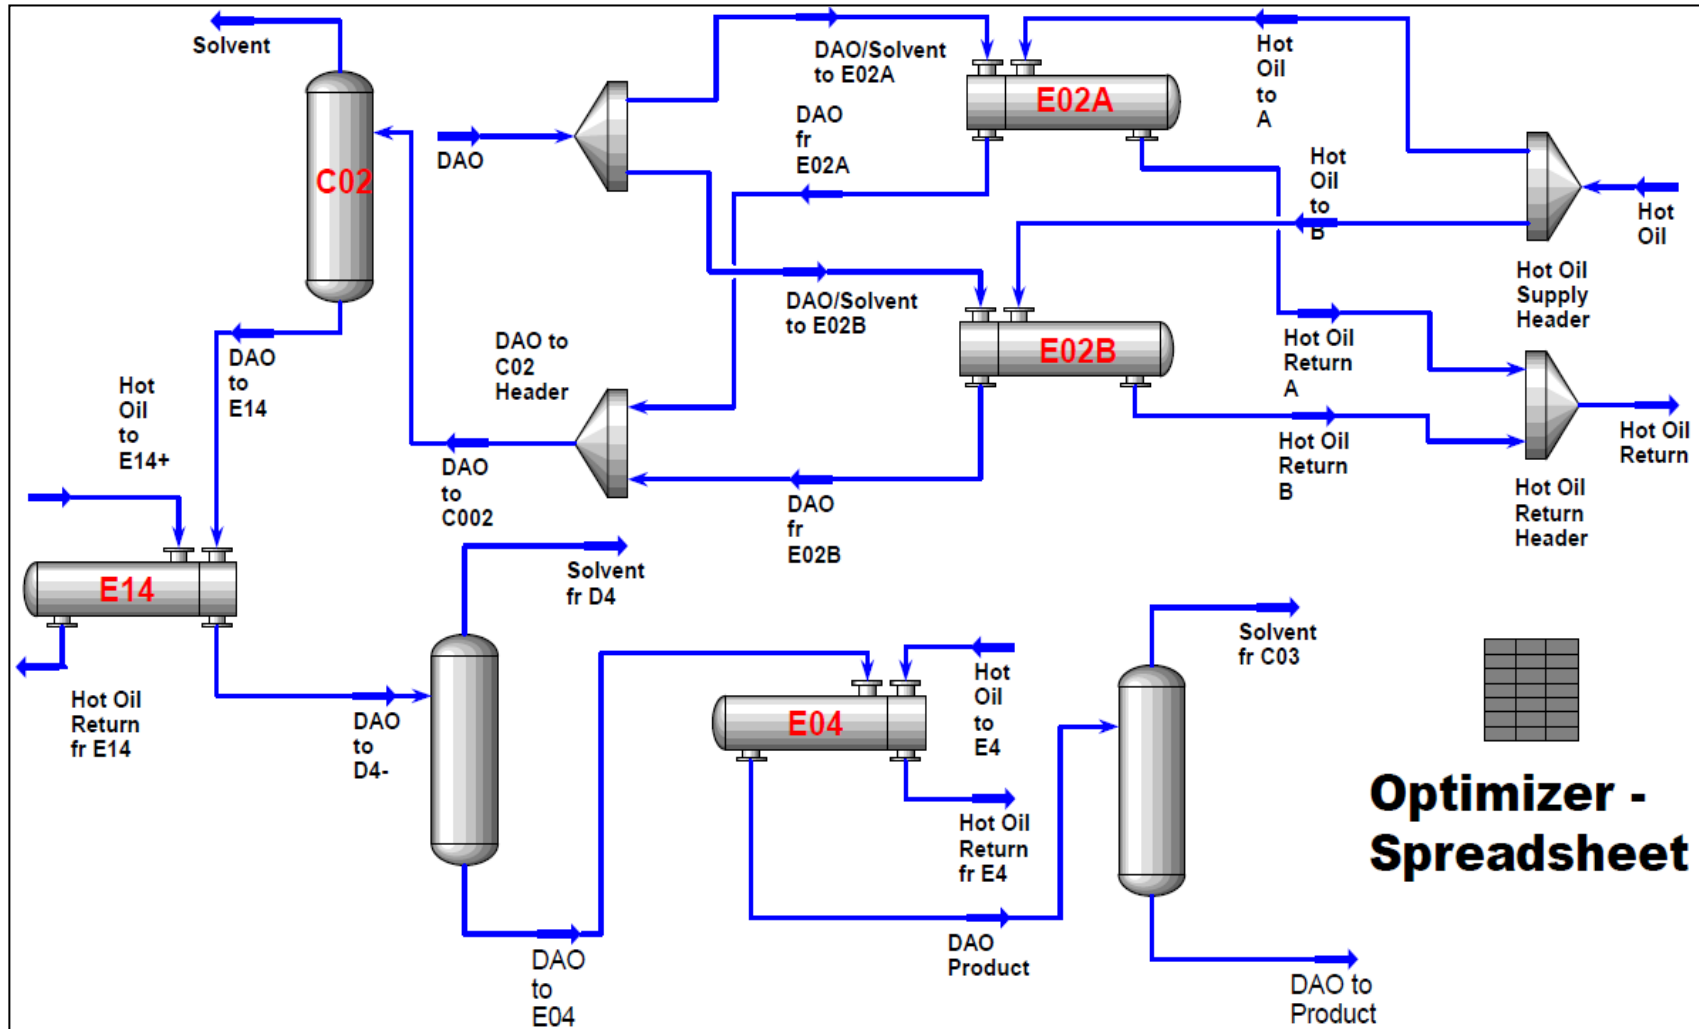 Solvent
DAO/Solvent
to E02A
Hot
Oil
to
A
E02A
DAO
fr
E02A
DAO
C02
Hot
Oil
to
B
Hot
Oil
Hot Oil
Supply
Header
DAO/Solvent
to E02B
E02B
Hot Oil
Return
A
DAO to
C02
Header
DAO
to
E14
Hot
Oil
to
E14+
DAO
to
C002
DAO
fr
E02B
Hot Oil
Return
B
Hot Oil
Return
Hot Oil
Return
Header
E14
Solvent
fr D4
Hot Oil
Return
fr E14
DAO
to
D4-
E04
Hot
Oil
to
E4
Solvent
fr C03
Hot Oil
Return
fr E4
DAO
Product
DAO
to
E04
DAO to
Product
Optimizer -
Spreadsheet